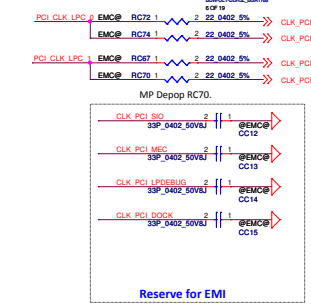 6 OF 19
PCI_CLK_LPC_0 EMC@ RC72 1 2 22_0402_5% CLK_PCI
EMC@ RC74 1 2 22_0402_5% CLK_PCI
PCI_CLK_LPC_1 EMC@ RC67 1 2 22_0402_5% CLK_PCI
EMC@ RC70 1 2 22_0402_5% CLK_PCI
MP Depop RC70.
CLK_PCI_SIO 2 1 @EMC@
33P_0402_50V8J CC12
CLK_PCI_MEC 2 1 @EMC@
33P_0402_50V8J CC13
CLK_PCI_LPDEBUG 2 1 @EMC@
33P_0402_50V8J CC14
CLK_PCI_DOCK 2 1 @EMC@
33P_0402_50V8J CC15
Reserve for EMI